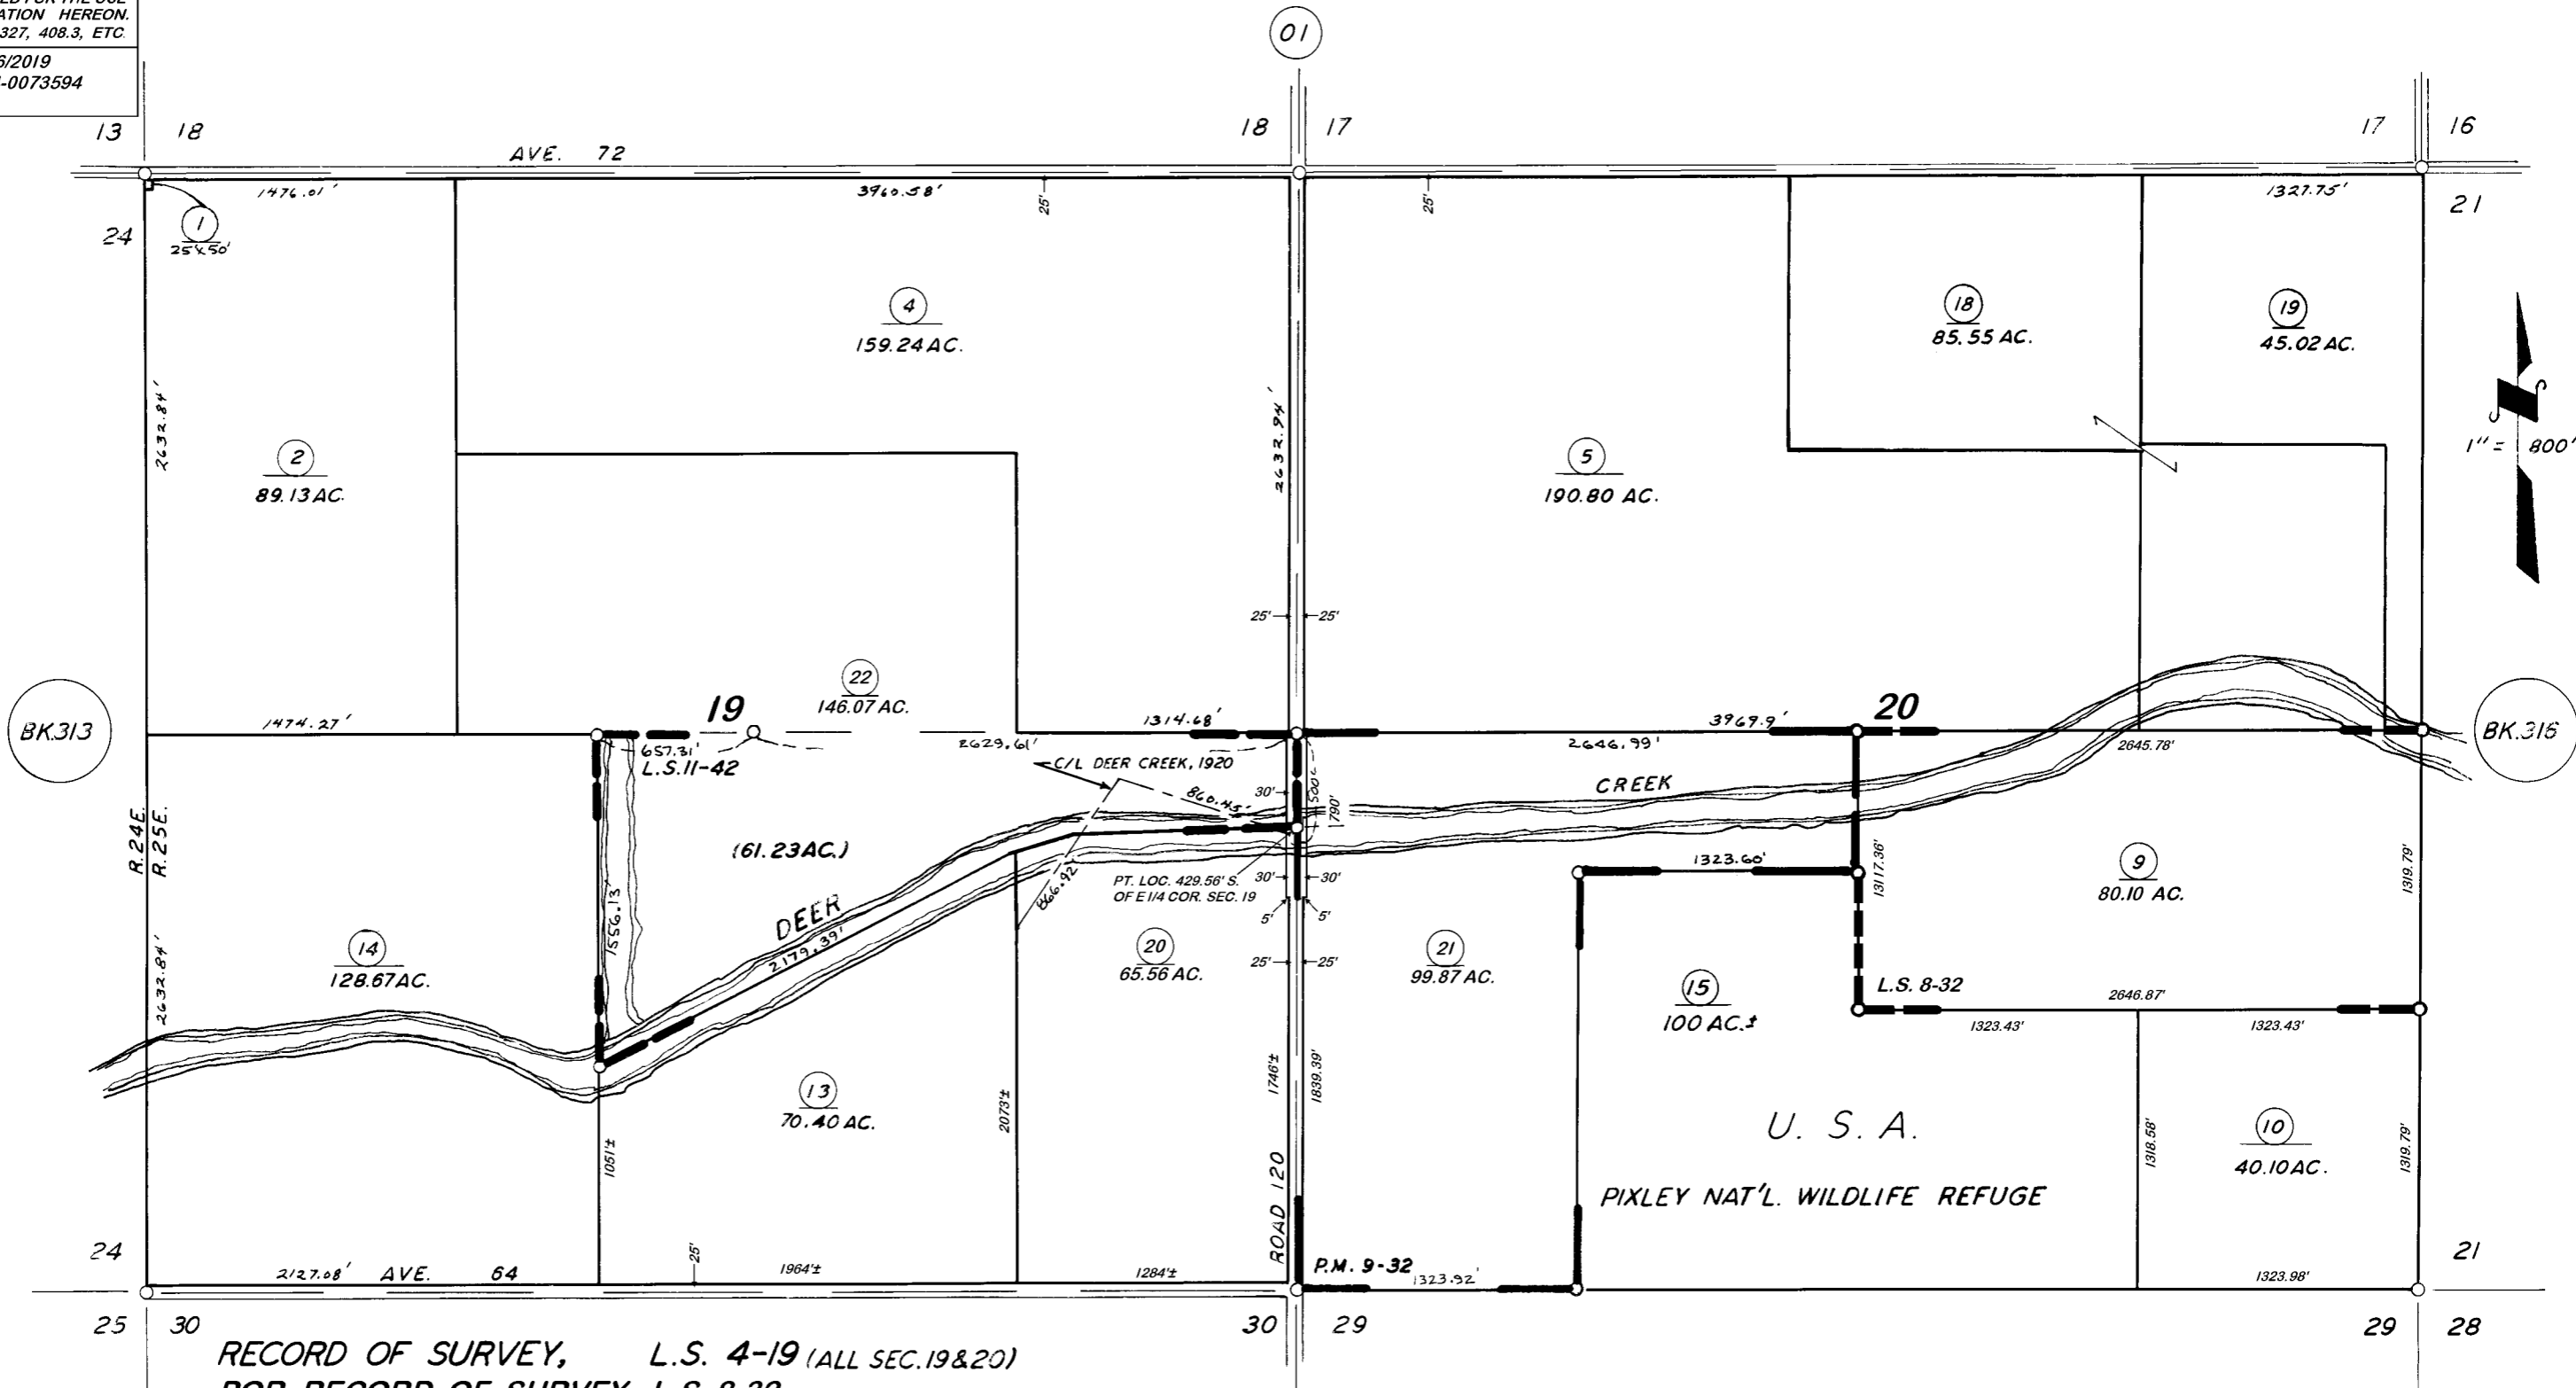 ATION HEREON.
327, 408.3, ETC.
6/2019
-0073594
01
13 18
18 17
17 16
AVE. 72
1476.01'
3960.58'
25'
25'
1327.75'
24
1
25'x50'
21
4
159.24 AC.
18
85.55 AC.
19
45.02 AC.
1" = 800'
2632.84'
2632.94'
2
89.13 AC.
5
190.80 AC.
25' 25'
BK.313
1474.27'
19
22
146.07 AC.
1314.68'
3969.9'
20
BK.316
657.31'
2629.61'
2646.99'
2645.78'
L.S. 11-42
C/L DEER CREEK, 1920
860.45'
30'
500'
790'
CREEK
R.24E.
R.25E.
(61.23 AC.)
866.92'
1323.60'
1317.36'
1319.79'
PT. LOC. 429.56' S.
OF E1/4 COR. SEC. 19
30' 30'
5' 5'
9
80.10 AC.
DEER
2179.39'
1556.13'
14
128.67 AC.
2632.84'
20
65.56 AC.
25' 25'
21
99.87 AC.
15
100 AC.±
L.S. 8-32
2646.87'
1323.43'
1323.43'
13
70.40 AC.
1051'±
2073'±
1746'±
1839.39'
U. S. A.
1318.58'
10
40.10 AC.
1319.79'
PIXLEY NAT'L. WILDLIFE REFUGE
ROAD 120
24
21
2127.08' AVE. 64
25'
1964'±
1284'±
P.M. 9-32
1323.92'
1323.98'
25 30
30 29
29 28
RECORD OF SURVEY, L.S. 4-19 (ALL SEC. 19&20)
POR. RECORD OF SURVEY, L.S. 8-32